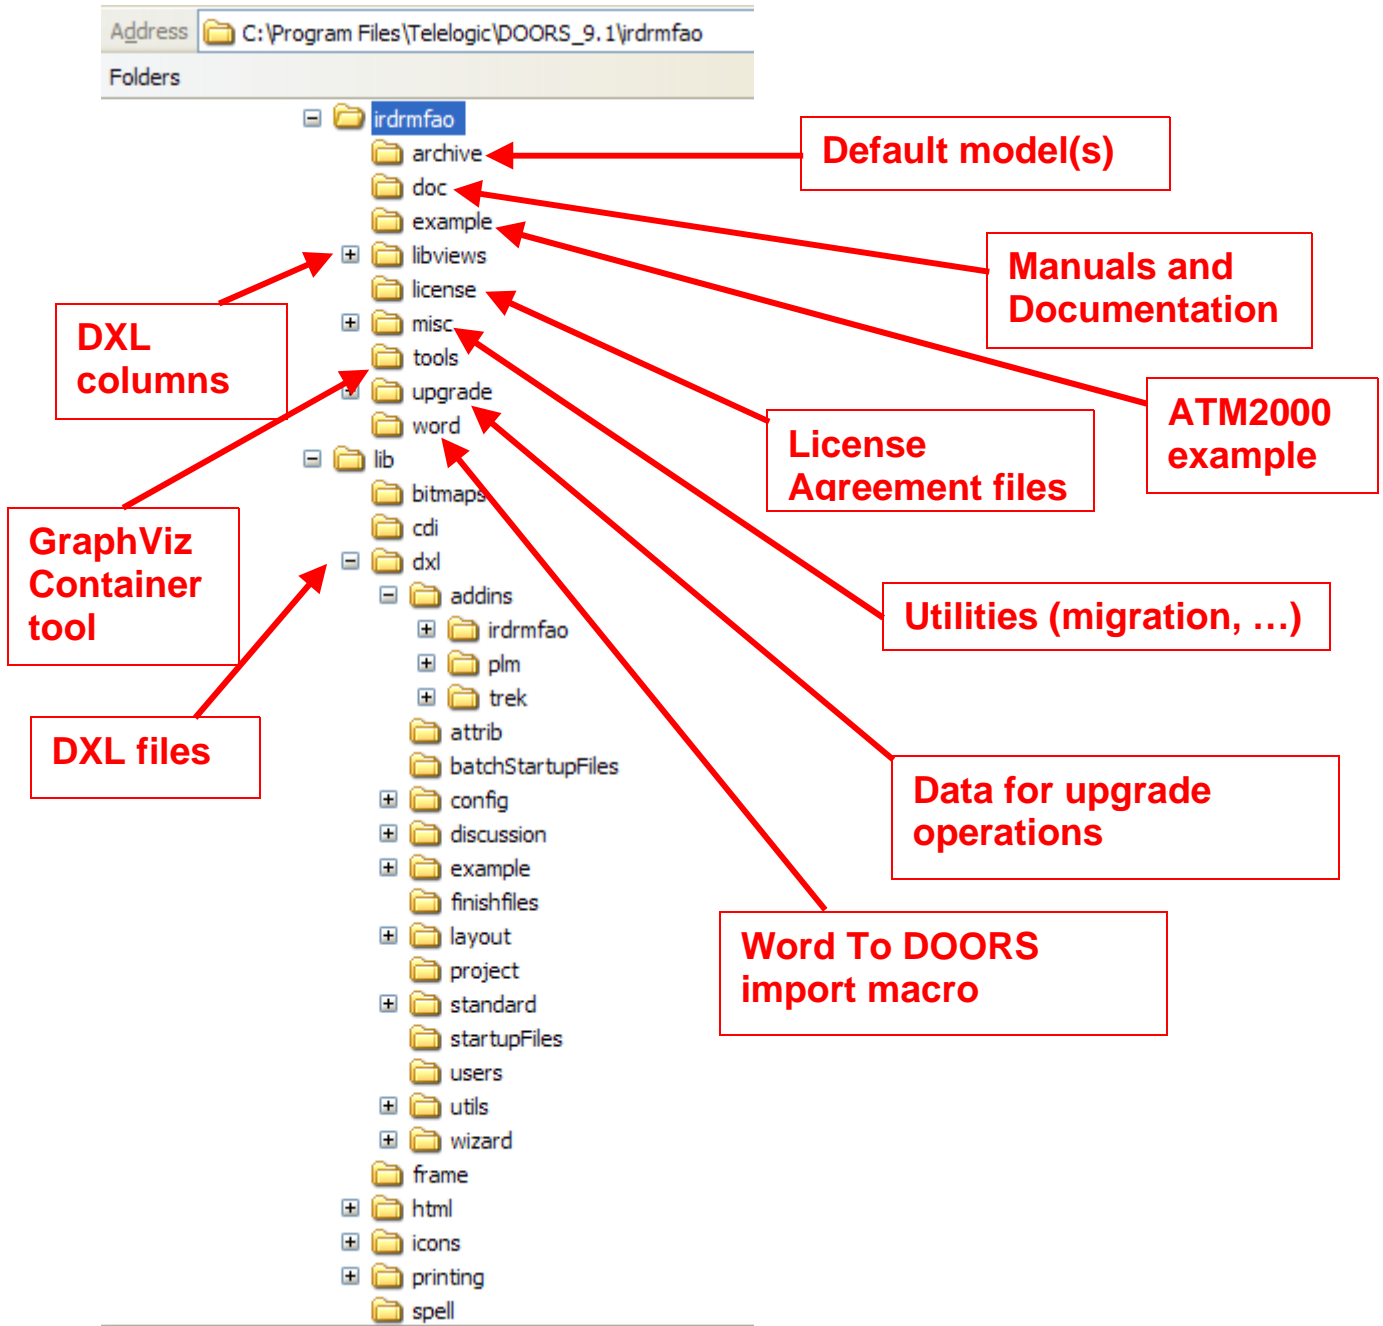 Address C:\Program Files\Telelogic\DOORS_9.1\irdrmfao
Folders
irdrmfao
archive
doc
example
libviews
license
misc
tools
upgrade
word
lib
bitmaps
cdi
dxl
addins
irdrmfao
plm
trek
attrib
batchStartupFiles
config
discussion
example
finishfiles
layout
project
standard
startupFiles
users
utils
wizard
frame
html
icons
printing
spell
Default model(s)
Manuals and
Documentation
ATM2000
example
License
Agreement files
Utilities (migration, …)
Data for upgrade
operations
Word To DOORS
import macro
DXL
columns
GraphViz
Container
tool
DXL files